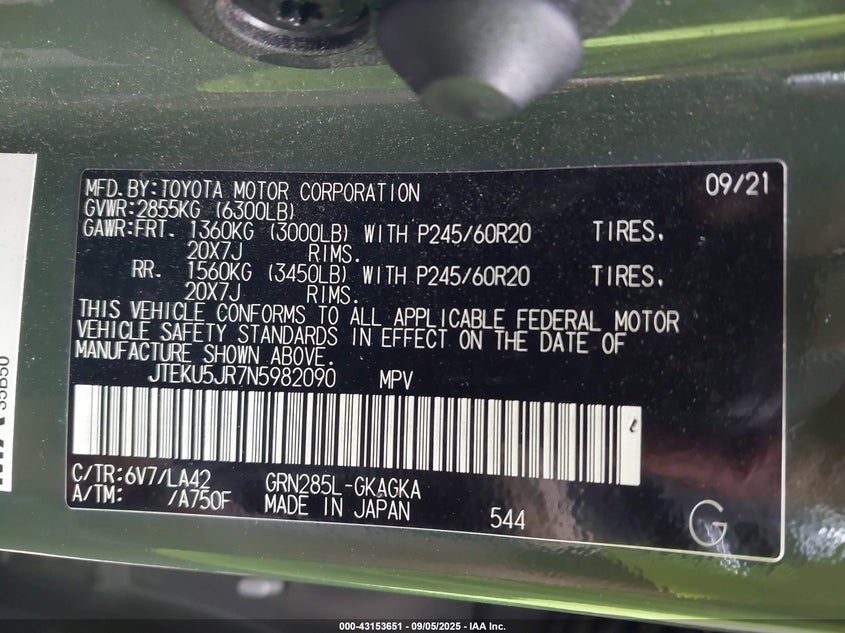 MFD. BY: TOYOTA MOTOR CORPORATION 09/21
GVWR: 2855KG (6300LB)
GAWR: FRT. 1360KG (3000LB) WITH P245/60R20 TIRES.
20X7J RIMS.
RR. 1560KG (3450LB) WITH P245/60R20 TIRES.
20X7J RIMS.
THIS VEHICLE CONFORMS TO ALL APPLICABLE FEDERAL MOTOR
VEHICLE SAFETY STANDARDS IN EFFECT ON THE DATE OF
MANUFACTURE SHOWN ABOVE.
JTEKU5JR7N5982090 MPV
C/TR: 6V7/LA42 GRN285L-GKAGKA
A/TM: /A750F MADE IN JAPAN 544
G
35B50
000-43153651 - 09/05/2025 - IAA Inc.